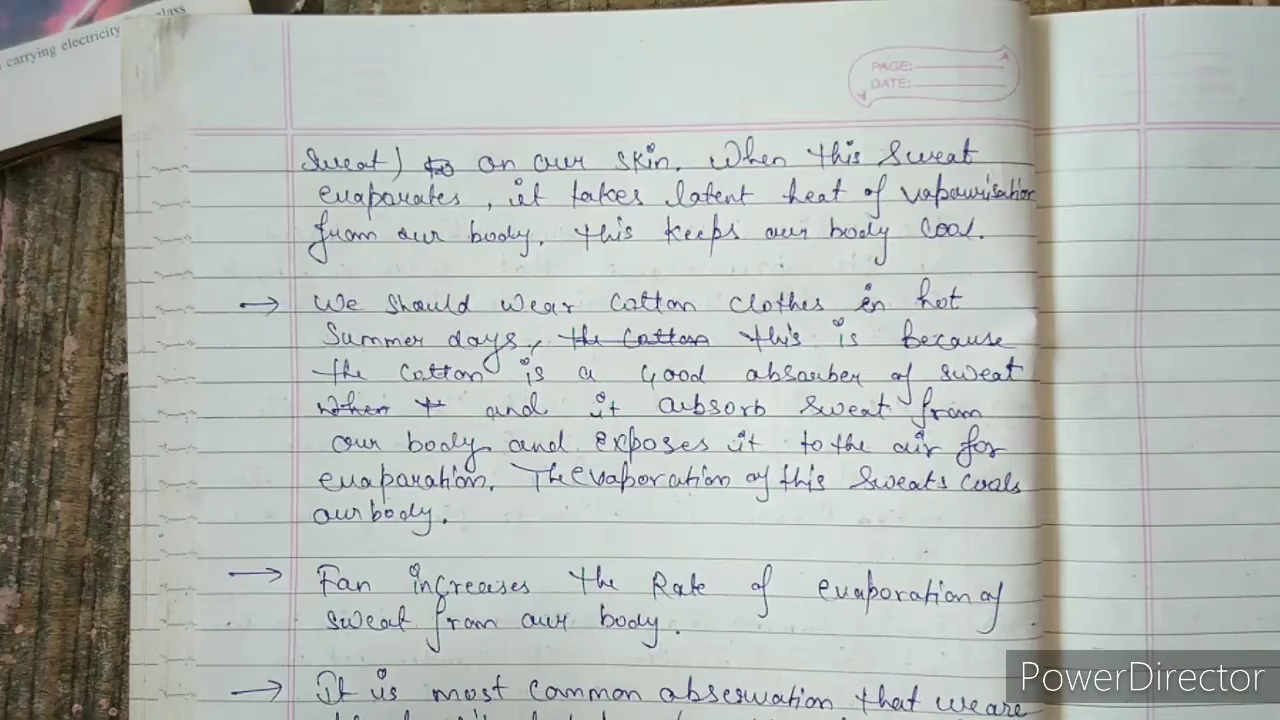 glass
carrying electricity
PAGE:
DATE:
sweat) to on our skin. When this sweat
evaporates, it takes latent heat of vapourisation
from our body. This keeps our body cool.
→ We should wear cotton clothes in hot
summer days, the cotton this is because
the cotton is a good absorber of sweat
when and it absorb sweat from
our body and exposes it to the air for
evaporation. The evaporation of this sweats cools
our body.
→ Fan increases the Rate of evaporation of
sweat from our body.
→ It is most common observation that we are
PowerDirector